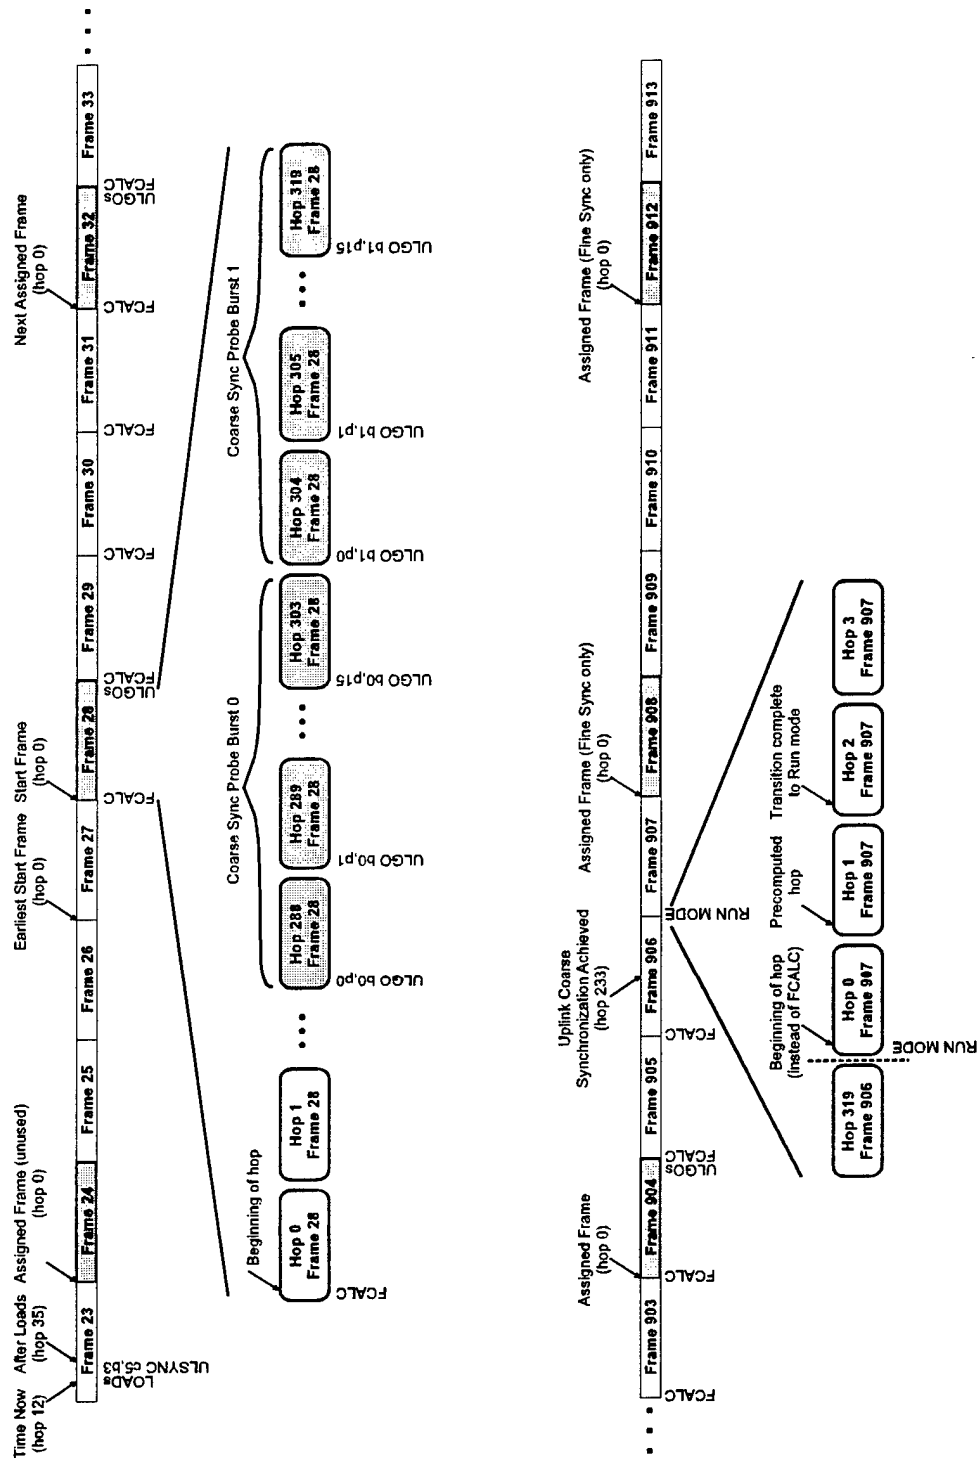 Time Now
(hop 12)
After Loads
(hop 35)
Assigned Frame (unused)
(hop 0)
Earliest Start Frame
(hop 0)
Start Frame
(hop 0)
Next Assigned Frame
(hop 0)
Frame 23
Frame 24
Frame 25
Frame 26
Frame 27
Frame 28
Frame 29
Frame 30
Frame 31
Frame 32
Frame 33
• • •
LOADs
ULSYNC c5,b3
FCALC
ULGOs
FCALC
FCALC
FCALC
FCALC
ULGOs
FCALC
Beginning of hop
Coarse Sync Probe Burst 0
Coarse Sync Probe Burst 1
Hop 0
Frame 28
Hop 1
Frame 28
• • •
Hop 288
Frame 28
Hop 289
Frame 28
• • •
Hop 303
Frame 28
Hop 304
Frame 28
Hop 305
Frame 28
• • •
Hop 319
Frame 28
FCALC
ULGO b0,p0
ULGO b0,p1
ULGO b0,p15
ULGO b1,p0
ULGO b1,p1
ULGO b1,p15
Assigned Frame
(hop 0)
Uplink Coarse
Synchronization Achieved
(hop 233)
Assigned Frame (Fine Sync only)
(hop 0)
Assigned Frame (Fine Sync only)
(hop 0)
• • •
Frame 903
Frame 904
Frame 905
Frame 906
Frame 907
Frame 908
Frame 909
Frame 910
Frame 911
Frame 912
Frame 913
FCALC
FCALC
ULGOs
FCALC
FCALC
RUN MODE
Beginning of hop
(instead of FCALC)
Precomputed
hop
Transition complete
to Run mode
Hop 319
Frame 906
Hop 0
Frame 907
Hop 1
Frame 907
Hop 2
Frame 907
Hop 3
Frame 907
RUN MODE